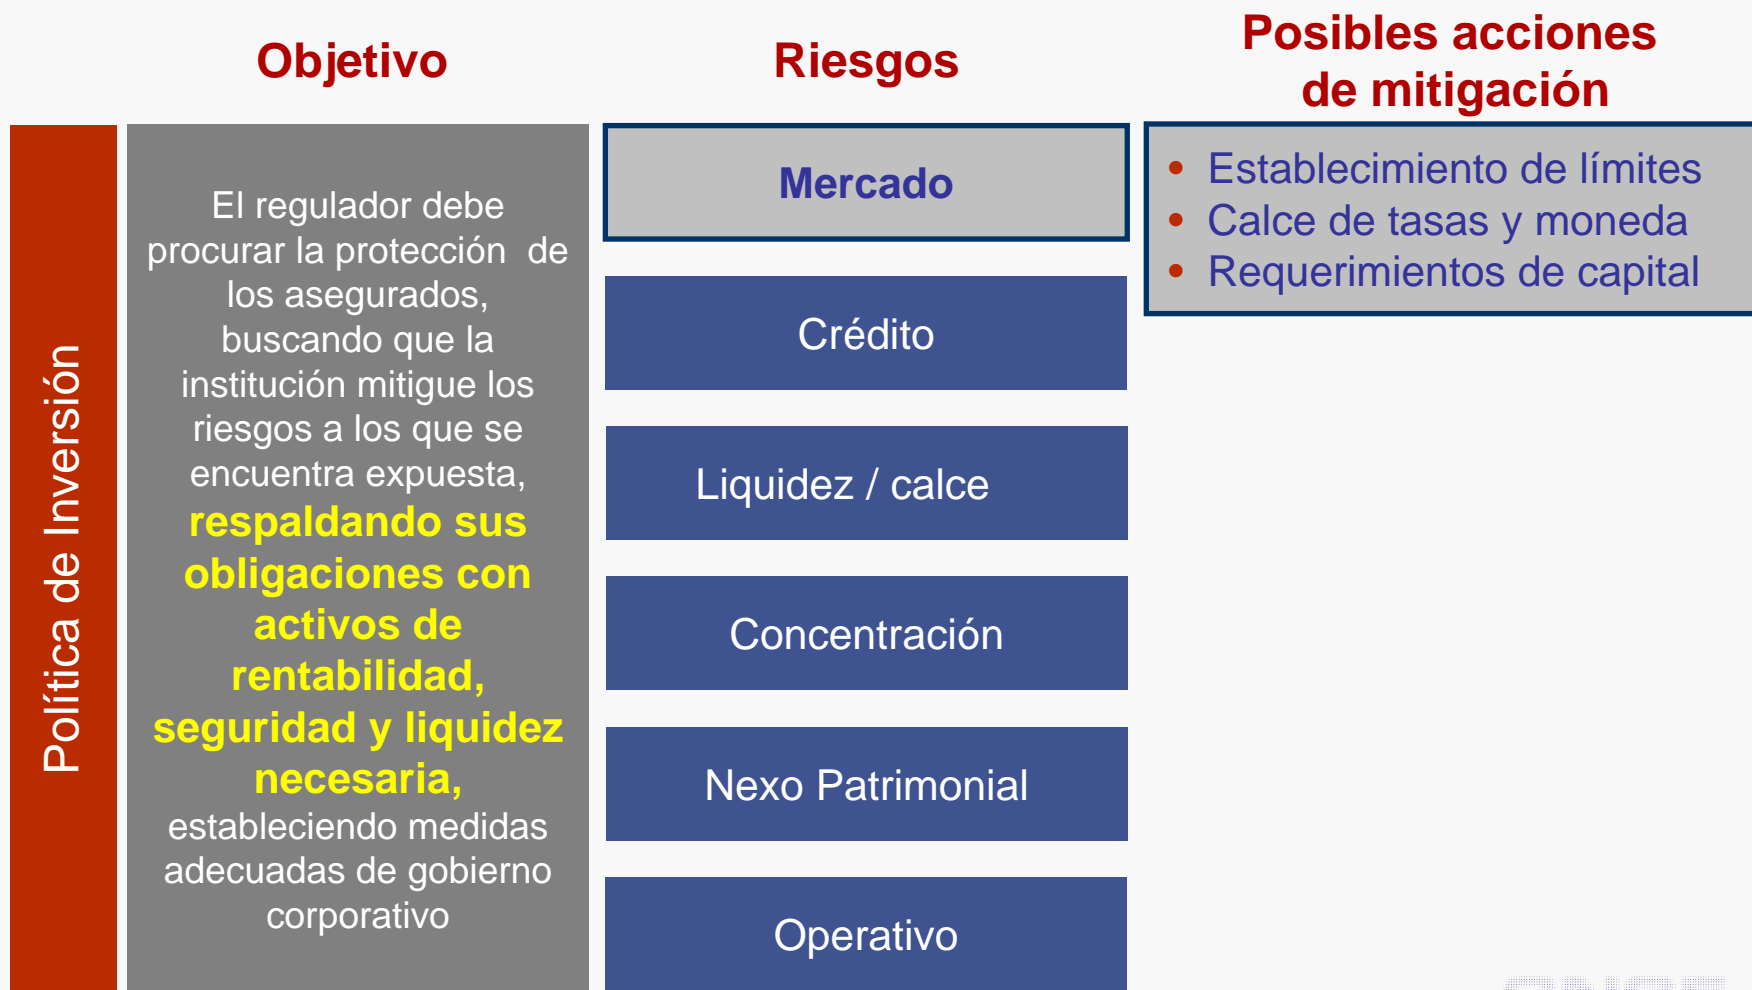 Objetivo
Riesgos
Posibles acciones
de mitigación
Política de Inversión
El regulador debe
procurar la protección  de
los asegurados,
buscando que la
institución mitigue los
riesgos a los que se
encuentra expuesta,
respaldando sus
obligaciones con
activos de
rentabilidad,
seguridad y liquidez
necesaria,
estableciendo medidas
adecuadas de gobierno
corporativo
Mercado
Crédito
Liquidez / calce
Concentración
Nexo Patrimonial
Operativo
• Establecimiento de límites
• Calce de tasas y moneda
• Requerimientos de capital